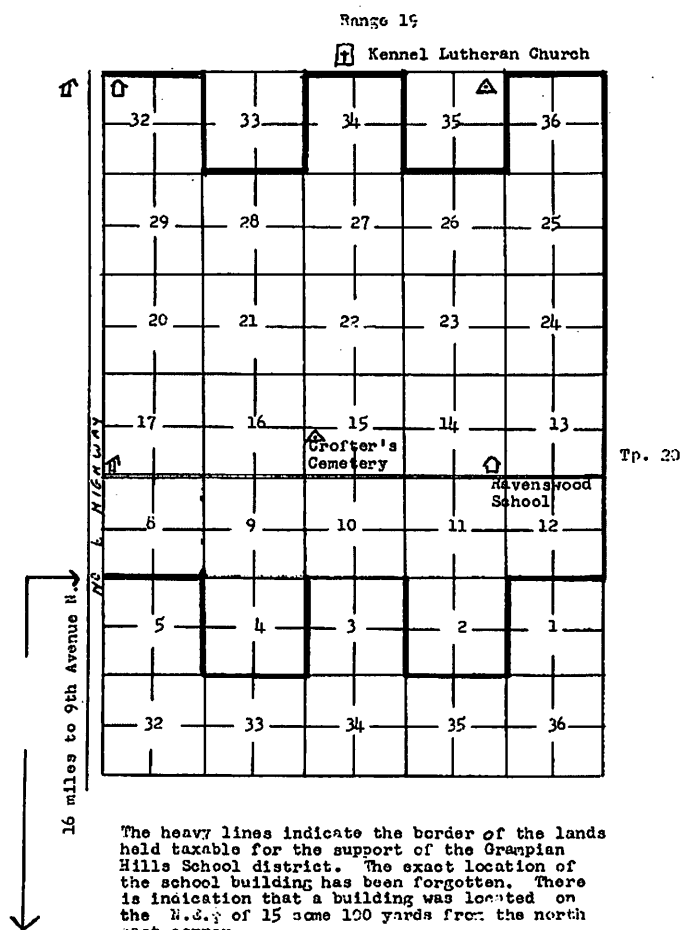 Range 19
Kennel Lutheran Church
32 33 34 35 36
29 28 27 26 25
20 21 22 23 24
17 16 15 14 13
Crofter's
Cemetery
Tp. 20
Ravenswood
School
NO 6 HIGHWAY
8 9 10 11 12
5 4 3 2 1
16 miles to 9th Avenue N.
32 33 34 35 36
The heavy lines indicate the border of the lands
held taxable for the support of the Grampian
Hills School district. The exact location of
the school building has been forgotten. There
is indication that a building was located on
the of 15 some 100 yards from the north